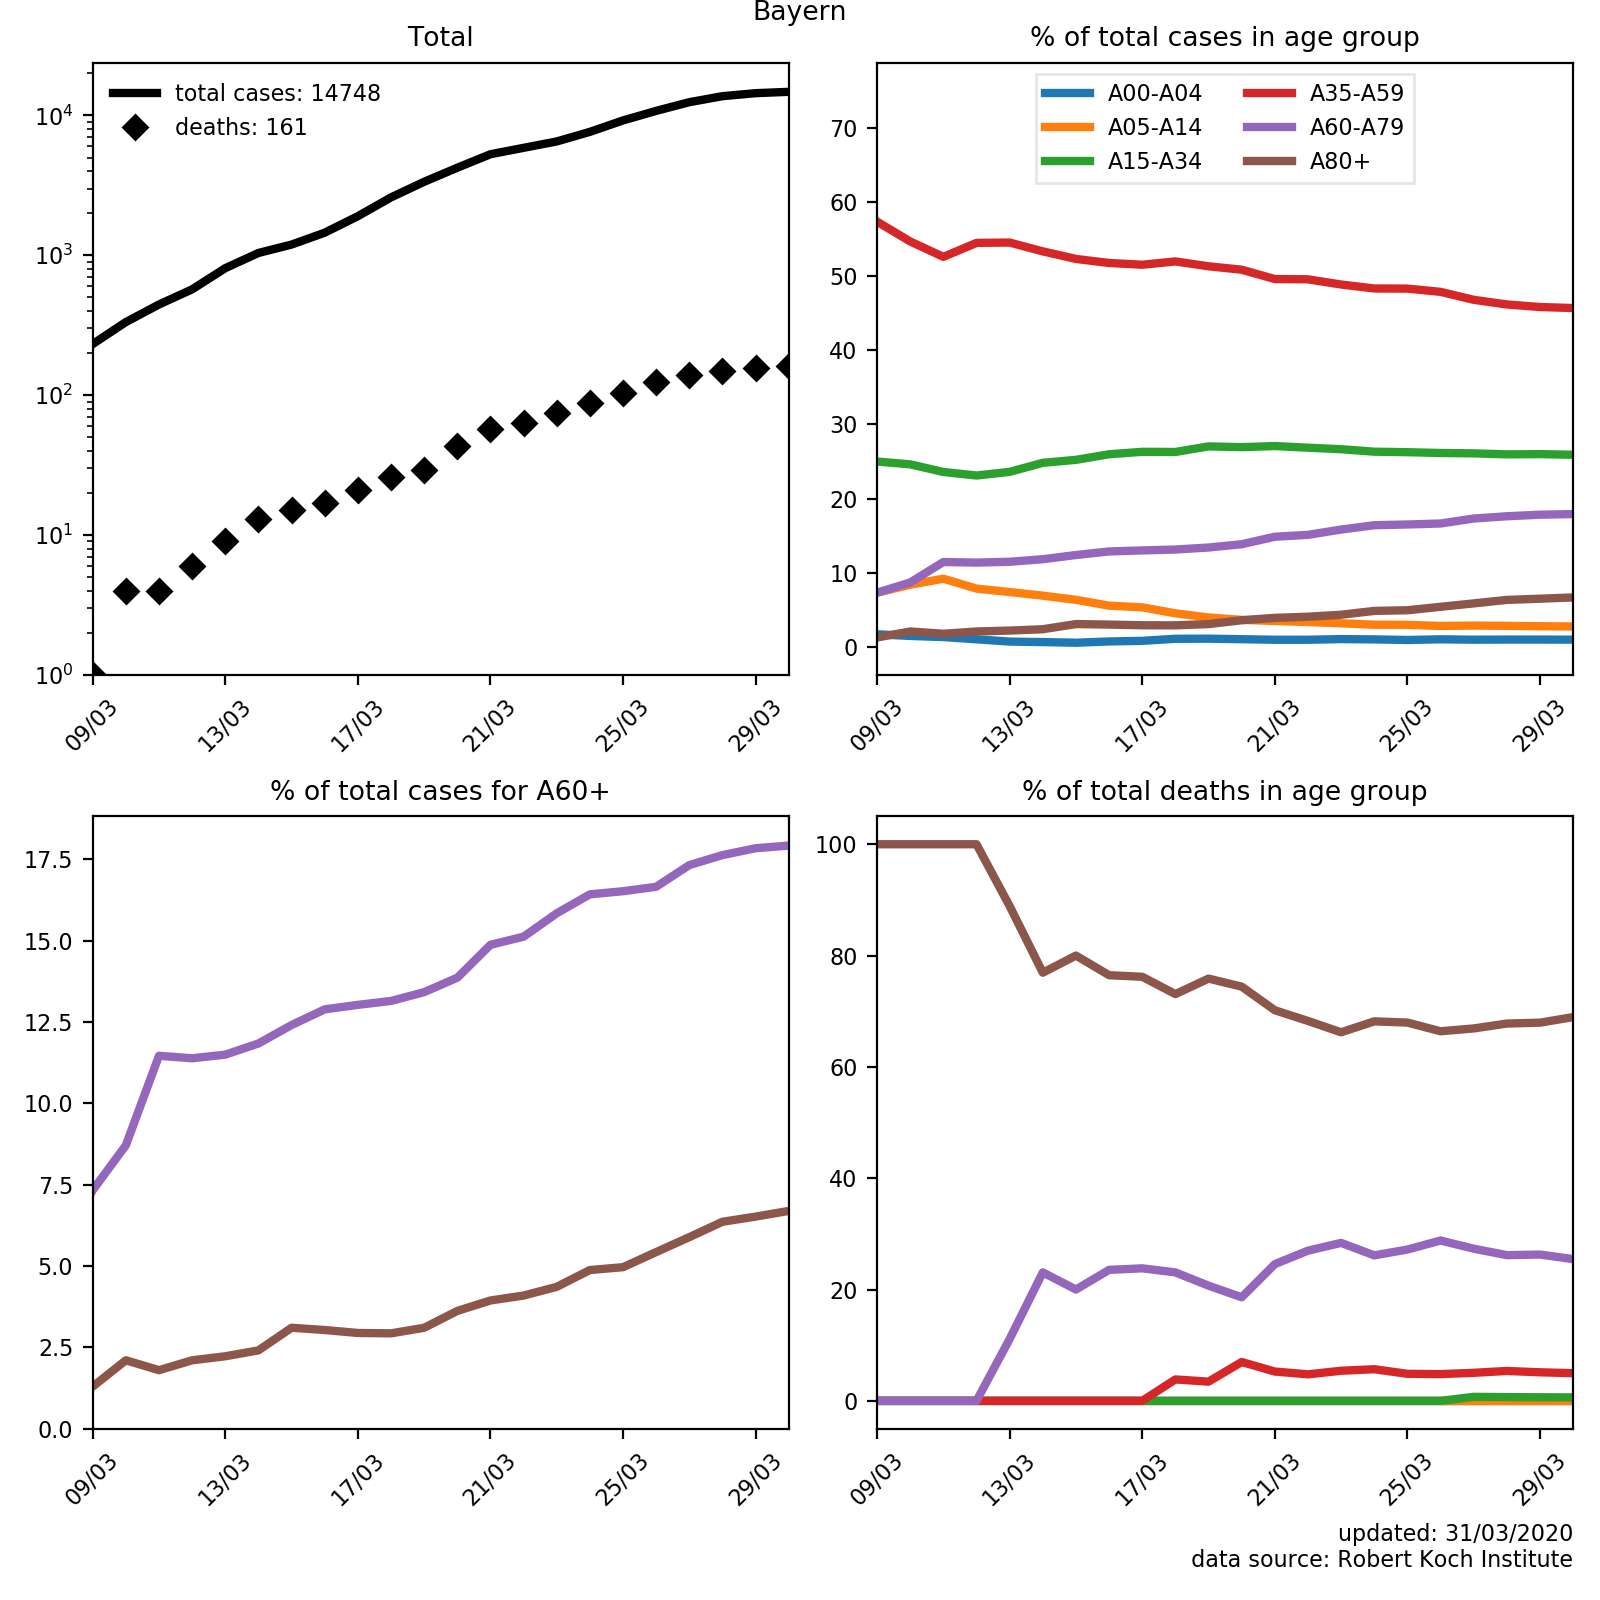 Bayern
Total
total cases: 14748
deaths: 161
10^4
10^3
10^2
10^1
10^0
09/03 13/03 17/03 21/03 25/03 29/03
% of total cases in age group
A00-A04 A35-A59
A05-A14 A60-A79
A15-A34 A80+
70
60
50
40
30
20
10
0
09/03 13/03 17/03 21/03 25/03 29/03
% of total cases for A60+
17.5
15.0
12.5
10.0
7.5
5.0
2.5
0.0
09/03 13/03 17/03 21/03 25/03 29/03
% of total deaths in age group
100
80
60
40
20
0
09/03 13/03 17/03 21/03 25/03 29/03
updated: 31/03/2020
data source: Robert Koch Institute